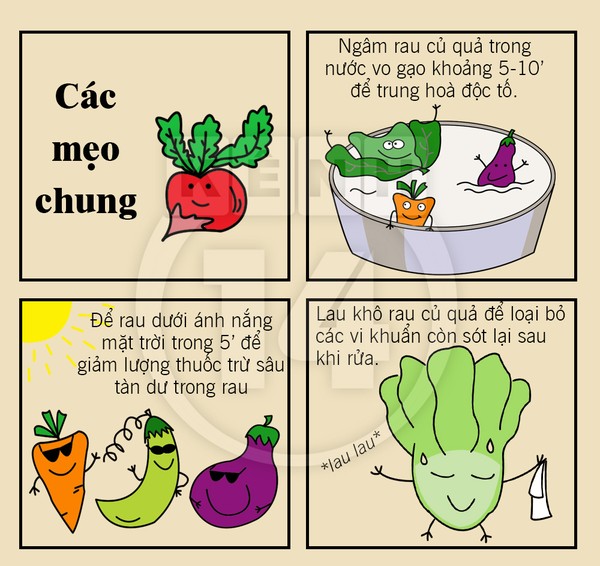 Các
mẹo
chung
Ngâm rau củ quả trong
nước vo gạo khoảng 5-10'
để trung hoà độc tố.
Để rau dưới ánh nắng
mặt trời trong 5' để
giảm lượng thuốc trừ sâu
tàn dư trong rau
Lau khô rau củ quả để loại bỏ
các vi khuẩn còn sót lại sau
khi rửa.
*lau lau*
KENH
14